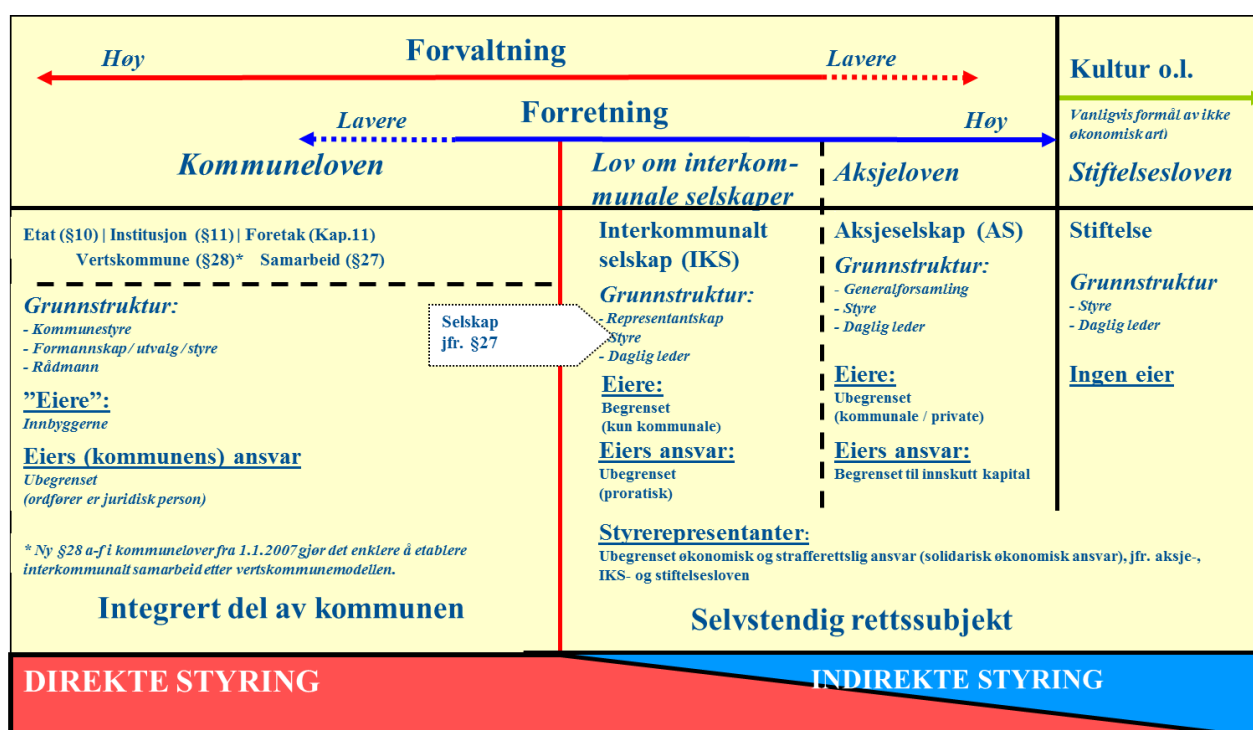 Forvaltning
Høy
Lavere
Kultur o.l.
Forretning
Lavere
Høy
Vanligvis formål av ikke
økonomisk art)
Kommuneloven
Lov om interkom-
munale selskaper
Aksjeloven
Stiftelsesloven
Etat (§10) | Institusjon (§11) | Foretak (Kap.11)
Vertskommune (§28)* Samarbeid (§27)
Grunnstruktur:
- Kommunestyre
- Formannskap / utvalg / styre
- Rådmann
"Eiere":
Innbyggerne
Eiers (kommunens) ansvar
Ubegrenset
(ordfører er juridisk person)
* Ny §28 a-f i kommunelover fra 1.1.2007 gjør det enklere å etablere
interkommunalt samarbeid etter vertskommunemodellen.
Integrert del av kommunen
Selskap
jfr. §27
Interkommunalt
selskap (IKS)
Grunnstruktur:
- Representantskap
- Styre
- Daglig leder
Eiere:
Begrenset
(kun kommunale)
Eiers ansvar:
Ubegrenset
(proratisk)
Aksjeselskap (AS)
Grunnstruktur:
- Generalforsamling
- Styre
- Daglig leder
Eiere:
Ubegrenset
(kommunale / private)
Eiers ansvar:
Begrenset til innskutt kapital
Stiftelse
Grunnstruktur
- Styre
- Daglig leder
Ingen eier
Styrerepresentanter:
Ubegrenset økonomisk og strafferettslig ansvar (solidarisk økonomisk ansvar), jfr. aksje-,
IKS- og stiftelsesloven
Selvstendig rettssubjekt
DIREKTE STYRING
INDIREKTE STYRING